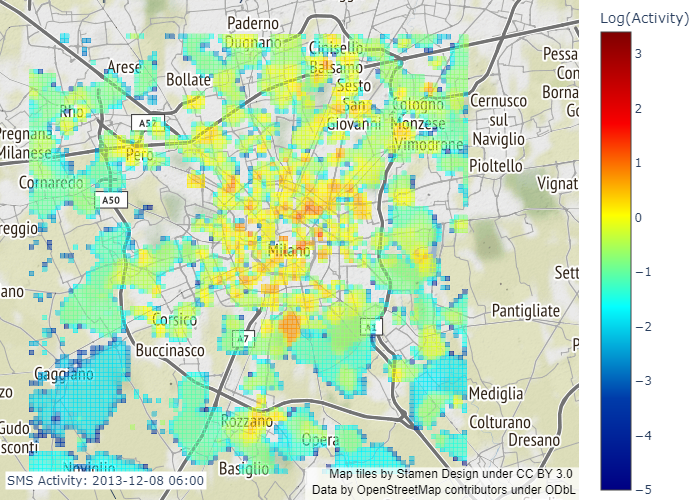 Log(Activity)
Paderno
Dugnano
Cinisello
Balsamo
Arese
Bollate
Sesto
San
Giovanni
Cologno
Monzese
Vimodrone
Cernusco
sul
Naviglio
Pioltello
Pessa
Con
Borna
Go
Rho
A52
Pregnana
Milanese
Pero
Cornaredo
A50
Vignat
reggio
Milano
Sett
ano
Corsico
A7
A1
Pantigliate
Buccinasco
P
Gaggiano
zo
Mediglia
Gudo
sconti
Rozzano
Opera
Colturano
Dresano
Naviglio
Basiglio
SMS Activity: 2013-12-08 06:00
Map tiles by Stamen Design under CC BY 3.0
Data by OpenStreetMap contributors under ODbL
3
2
1
0
−1
−2
−3
−4
−5